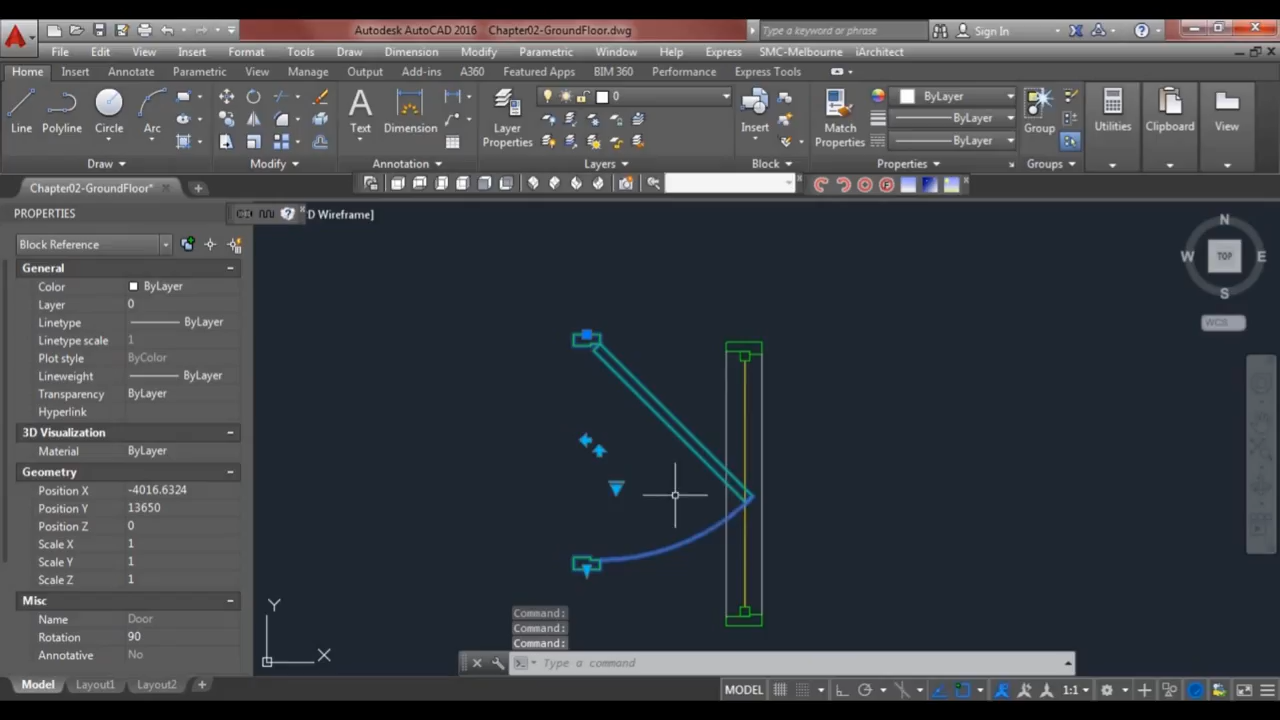 Autodesk AutoCAD 2016 Chapter02-GroundFloor.dwg Type a keyword or phrase Sign In
File Edit View Insert Format Tools Draw Dimension Modify Parametric Window Help Express SMC-Melbourne iArchitect
Home Insert Annotate Parametric View Manage Output Add-ins A360 Featured Apps BIM 360 Performance Express Tools
0 ByLayer
ByLayer
ByLayer
Line Polyline Circle Arc Text Dimension Layer Properties Insert Match Properties Group Utilities Clipboard View
Draw Modify Annotation Layers Block Properties Groups
Chapter02-GroundFloor*
PROPERTIES
D Wireframe]
Block Reference
General
Color ByLayer
Layer 0
Linetype ByLayer
Linetype scale 1
Plot style ByColor
Lineweight ByLayer
Transparency ByLayer
Hyperlink
3D Visualization
Material ByLayer
Geometry
Position X -4016.6324
Position Y 13650
Position Z 0
Scale X 1
Scale Y 1
Scale Z 1
Misc
Name Door
Rotation 90
Annotative No
N
W TOP E
S
WCS
Y
X
Command:
Command:
Command:
Type a command
Model Layout1 Layout2 + MODEL 1:1